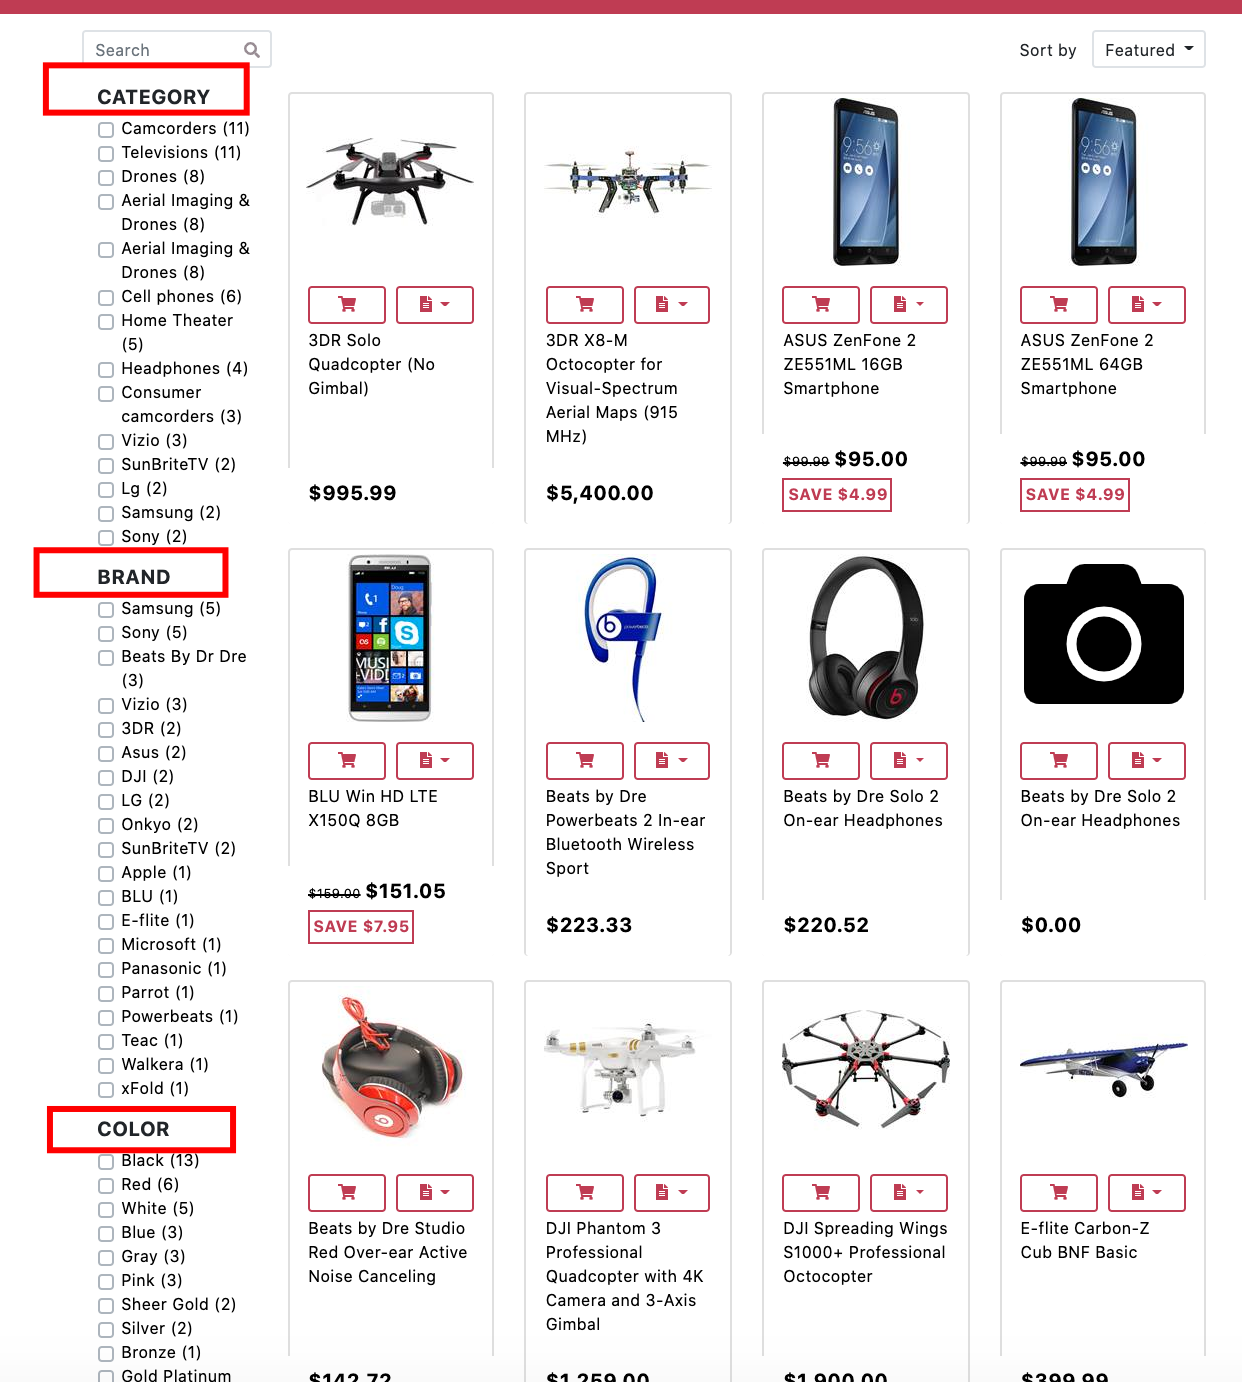 Search
Sort by
Featured
CATEGORY
Camcorders (11)
Televisions (11)
Drones (8)
Aerial Imaging &
Drones (8)
Aerial Imaging &
Drones (8)
Cell phones (6)
Home Theater
(5)
Headphones (4)
Consumer
camcorders (3)
Vizio (3)
SunBriteTV (2)
Lg (2)
Samsung (2)
Sony (2)
BRAND
Samsung (5)
Sony (5)
Beats By Dr Dre
(3)
Vizio (3)
3DR (2)
Asus (2)
DJI (2)
LG (2)
Onkyo (2)
SunBriteTV (2)
Apple (1)
BLU (1)
E-flite (1)
Microsoft (1)
Panasonic (1)
Parrot (1)
Powerbeats (1)
Teac (1)
Walkera (1)
xFold (1)
COLOR
Black (13)
Red (6)
White (5)
Blue (3)
Gray (3)
Pink (3)
Sheer Gold (2)
Silver (2)
Bronze (1)
Gold Platinum
3DR Solo
Quadcopter (No
Gimbal)
$995.99
3DR X8-M
Octocopter for
Visual-Spectrum
Aerial Maps (915
MHz)
$5,400.00
ASUS
9:56
ASUS ZenFone 2
ZE551ML 16GB
Smartphone
$99.99 $95.00
SAVE $4.99
ASUS
9:56
ASUS ZenFone 2
ZE551ML 64GB
Smartphone
$99.99 $95.00
SAVE $4.99
BLU Win HD LTE
X150Q 8GB
$159.00 $151.05
SAVE $7.95
Beats by Dre
Powerbeats 2 In-ear
Bluetooth Wireless
Sport
$223.33
Beats by Dre Solo 2
On-ear Headphones
$220.52
Beats by Dre Solo 2
On-ear Headphones
$0.00
Beats by Dre Studio
Red Over-ear Active
Noise Canceling
$142.72
DJI Phantom 3
Professional
Quadcopter with 4K
Camera and 3-Axis
Gimbal
$1,259.00
DJI Spreading Wings
S1000+ Professional
Octocopter
$1,900.00
E-flite Carbon-Z
Cub BNF Basic
$399.99